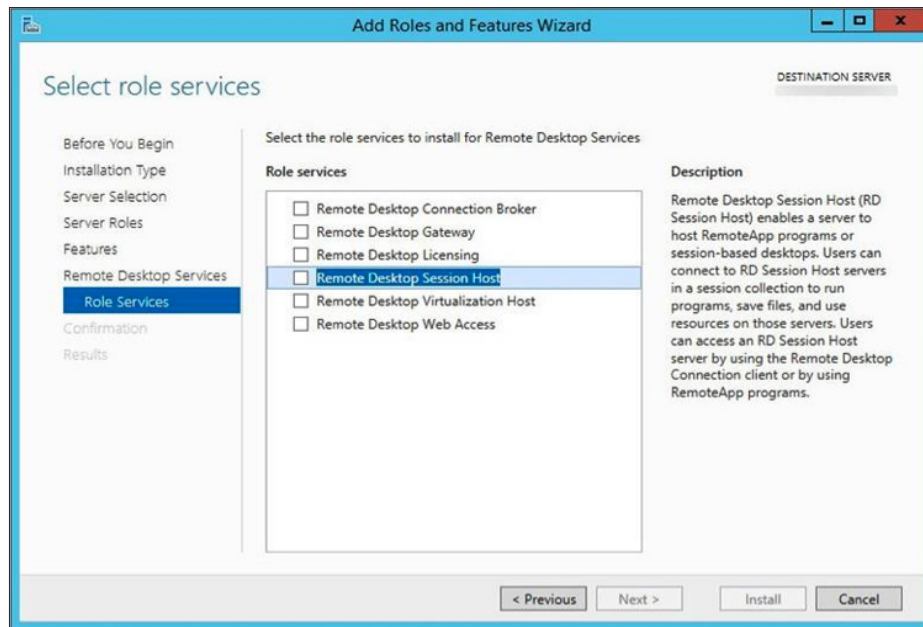 Add Roles and Features Wizard
Select role services
DESTINATION SERVER
Before You Begin
Installation Type
Server Selection
Server Roles
Features
Remote Desktop Services
Role Services
Confirmation
Results
Select the role services to install for Remote Desktop Services
Role services
Remote Desktop Connection Broker
Remote Desktop Gateway
Remote Desktop Licensing
Remote Desktop Session Host
Remote Desktop Virtualization Host
Remote Desktop Web Access
Description
Remote Desktop Session Host (RD
Session Host) enables a server to
host RemoteApp programs or
session-based desktops. Users can
connect to RD Session Host servers
in a session collection to run
programs, save files, and use
resources on those servers. Users
can access an RD Session Host
server by using the Remote Desktop
Connection client or by using
RemoteApp programs.
< Previous
Next >
Install
Cancel